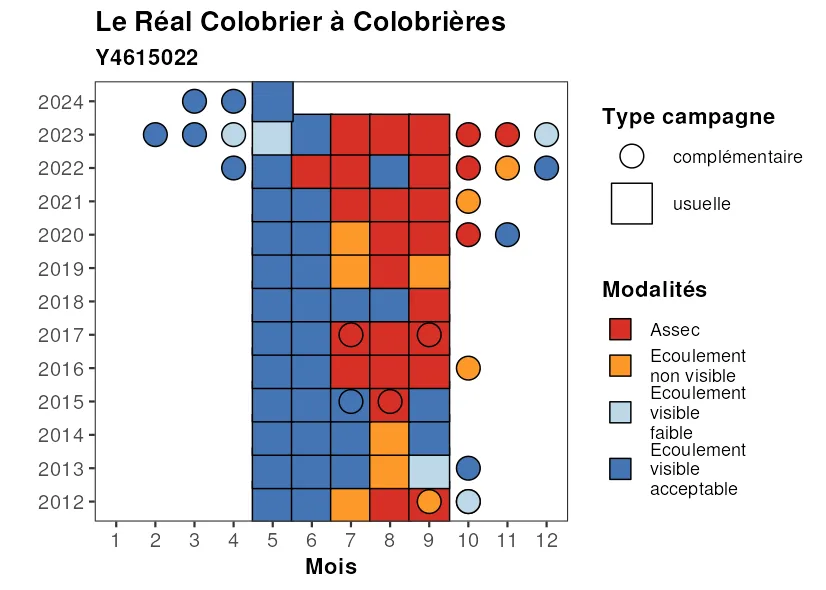 Le Réal Colobrier à Colobrières
Y4615022
2024
2023
2022
2021
2020
2019
2018
2017
2016
2015
2014
2013
2012
1 2 3 4 5 6 7 8 9 10 11 12
Mois
Type campagne
complémentaire
usuelle
Modalités
Assec
Ecoulement
non visible
Ecoulement
visible
faible
Ecoulement
visible
acceptable